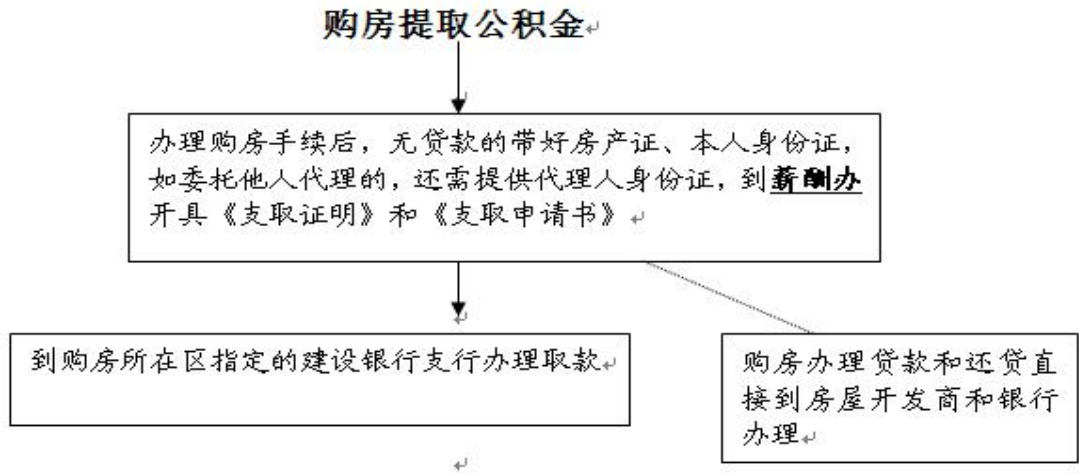 购房提取公积金
办理购房手续后，无贷款的带好房产证、本人身份证，
如委托他人代理的，还需提供代理人身份证，到薪酬办
开具《支取证明》和《支取申请书》
到购房所在区指定的建设银行支行办理取款
购房办理贷款和还贷直
接到房屋开发商和银行
办理